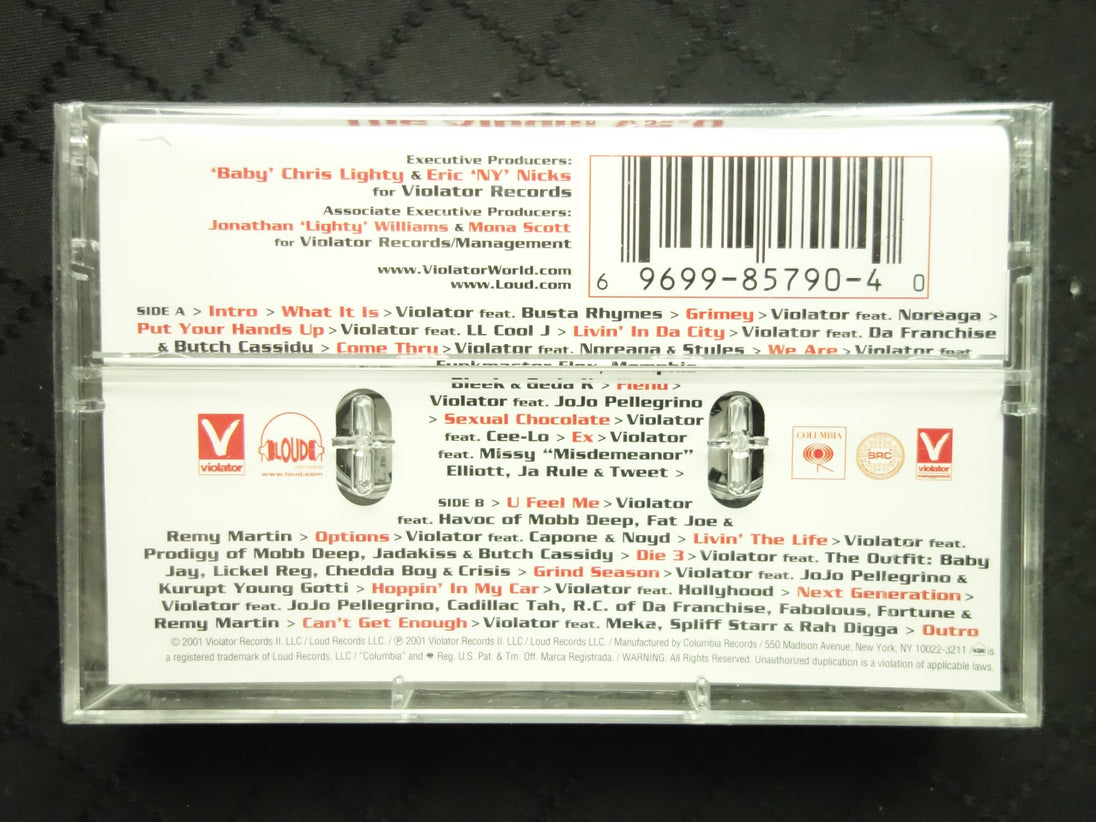 Executive Producers:
'Baby' Chris Lighty & Eric 'NY' Nicks
for Violator Records
Associate Executive Producers:
Jonathan 'Lighty' Williams & Mona Scott
for Violator Records/Management
www.ViolatorWorld.com
www.Loud.com
6 9699-85790-4 0
SIDE A > Intro > What It Is > Violator feat. Busta Rhymes > Grimey > Violator feat. Noreaga >
Put Your Hands Up > Violator feat. LL Cool J > Livin' In Da City > Violator feat. Da Franchise
& Butch Cassidy > Come Thru > Violator feat. Noreaga & Styles > We Are > Violator feat.
Funkmaster Flex, Memphis
Bleek & Geda K > Fiend >
Violator feat. JoJo Pellegrino
> Sexual Chocolate > Violator
feat. Cee-Lo > Ex > Violator
feat. Missy "Misdemeanor"
Elliott, Ja Rule & Tweet >
V
violator
LOUD
RECORDS
www.loud.com
COLUMBIA
SRC
V
violator
management
SIDE B > U Feel Me > Violator
feat. Havoc of Mobb Deep, Fat Joe &
Remy Martin > Options > Violator feat. Capone & Noyd > Livin' The Life > Violator feat.
Prodigy of Mobb Deep, Jadakiss & Butch Cassidy > Die 3 > Violator feat. The Outfit: Baby
Jay, Lickel Reg, Chedda Boy & Crisis > Grind Season > Violator feat. JoJo Pellegrino &
Kurupt Young Gotti > Hoppin' In My Car > Violator feat. Hollyhood > Next Generation >
Violator feat. JoJo Pellegrino, Cadillac Tah, R.C. of Da Franchise, Fabolous, Fortune &
Remy Martin > Can't Get Enough > Violator feat. Meka, Spliff Starr & Rah Digga > Outro
© 2001 Violator Records II. LLC / Loud Records LLC. / ℗ 2001 Violator Records II. LLC / Loud Records LLC. / Manufactured by Columbia Records / 550 Madison Avenue, New York, NY 10022-3211 / is
a registered trademark of Loud Records, LLC / "Columbia" and Reg. U.S. Pat. & Tm. Off. Marca Registrada. / WARNING: All Rights Reserved. Unauthorized duplication is a violation of applicable laws.